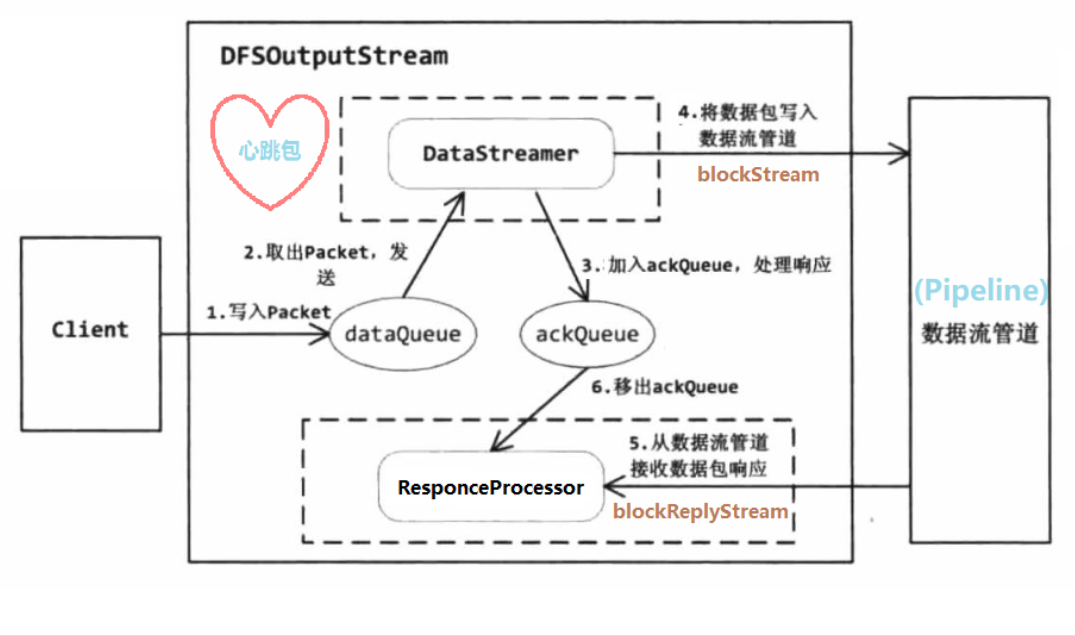 DFSOutputStream
心跳包
DataStreamer
4.将数据包写入
数据流管道
blockStream
2.取出Packet，发
送
3.加入ackQueue，处理响应
1.写入Packet
Client
dataQueue
ackQueue
(Pipeline)
数据流管道
6.移出ackQueue
5.从数据流管道
接收数据包响应
ResponceProcessor
blockReplyStream